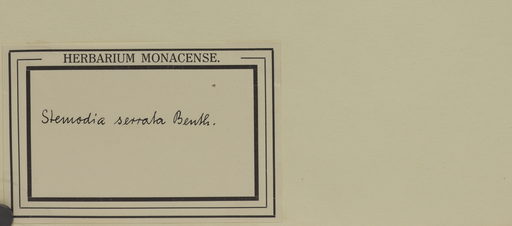 HERBARIUM MONACENSE.
Stemodia serrata Benth.